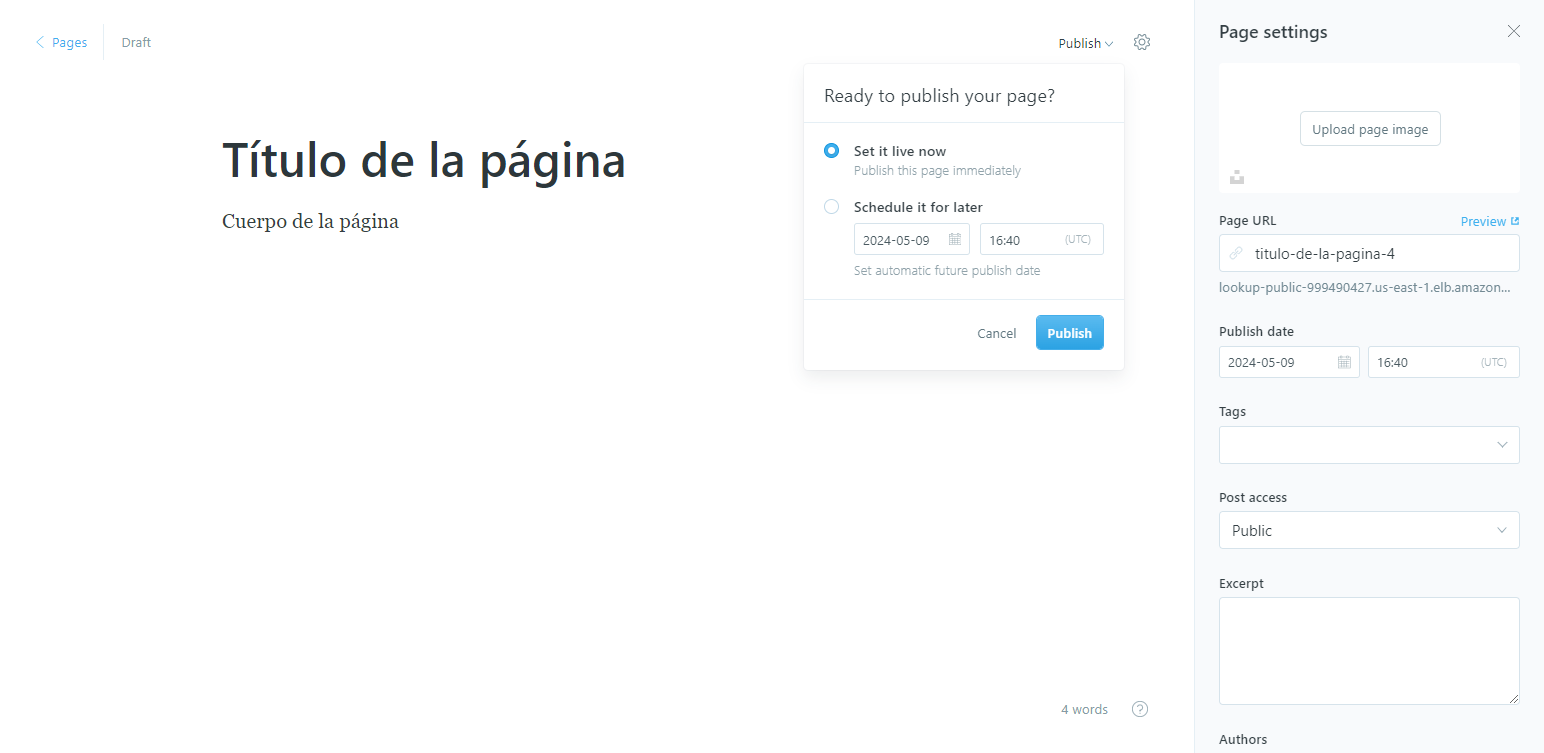 Pages
Draft
Publish
Título de la página
Cuerpo de la página
Ready to publish your page?
Set it live now
Publish this page immediately
Schedule it for later
2024-05-09
16:40 (UTC)
Set automatic future publish date
Cancel
Publish
4 words
?
Page settings
Upload page image
Page URL
Preview
titulo-de-la-pagina-4
lookup-public-999490427.us-east-1.elb.amazon...
Publish date
2024-05-09
16:40 (UTC)
Tags
Post access
Public
Excerpt
Authors